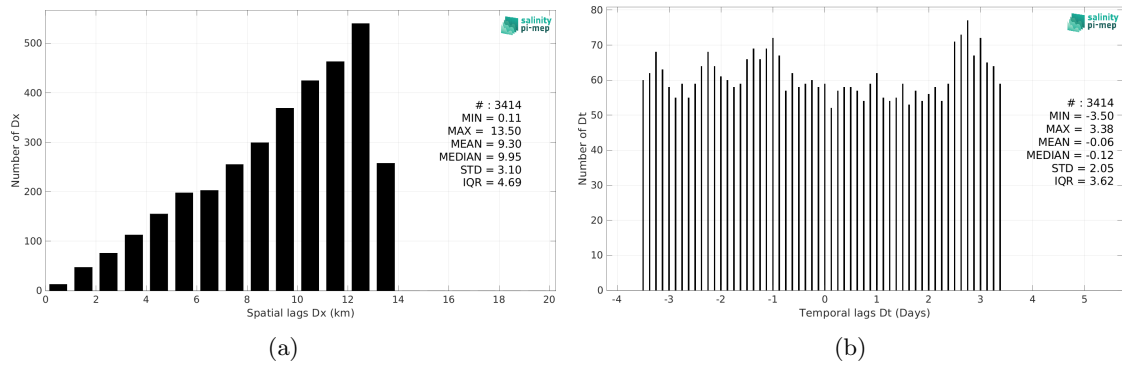 salinity
pi-mep
500
400
300
200
100
0
Number of Dx
# : 3414
MIN = 0.11
MAX = 13.50
MEAN = 9.30
MEDIAN = 9.95
STD = 3.10
IQR = 4.69
0 2 4 6 8 10 12 14 16 18 20
Spatial lags Dx (km)
(a)
salinity
pi-mep
80
70
60
50
40
30
20
10
0
Number of Dt
# : 3414
MIN = -3.50
MAX = 3.38
MEAN = -0.06
MEDIAN = -0.12
STD = 2.05
IQR = 3.62
-4 -3 -2 -1 0 1 2 3 4 5
Temporal lags Dt (Days)
(b)